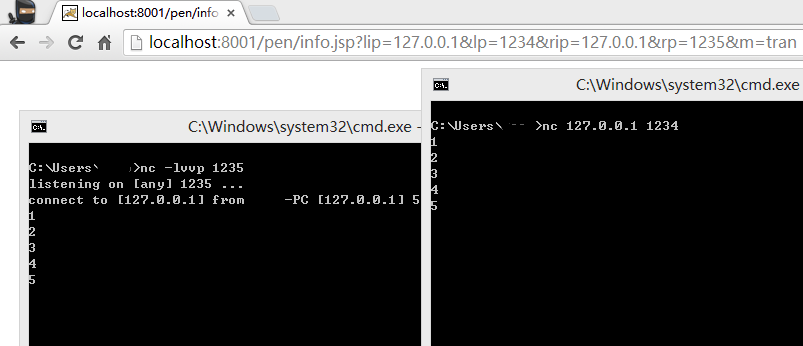 localhost:8001/pen/info
localhost:8001/pen/info.jsp?lip=127.0.0.1&lp=1234&rip=127.0.0.1&rp=1235&m=tran
C:\Windows\system32\cmd.exe
C:\Users\ >nc 127.0.0.1 1234
1
2
3
4
5
C:\Windows\system32\cmd.exe -
C:\Users\ >nc -lvvp 1235
listening on [any] 1235 ...
connect to [127.0.0.1] from -PC [127.0.0.1] 5
1
2
3
4
5